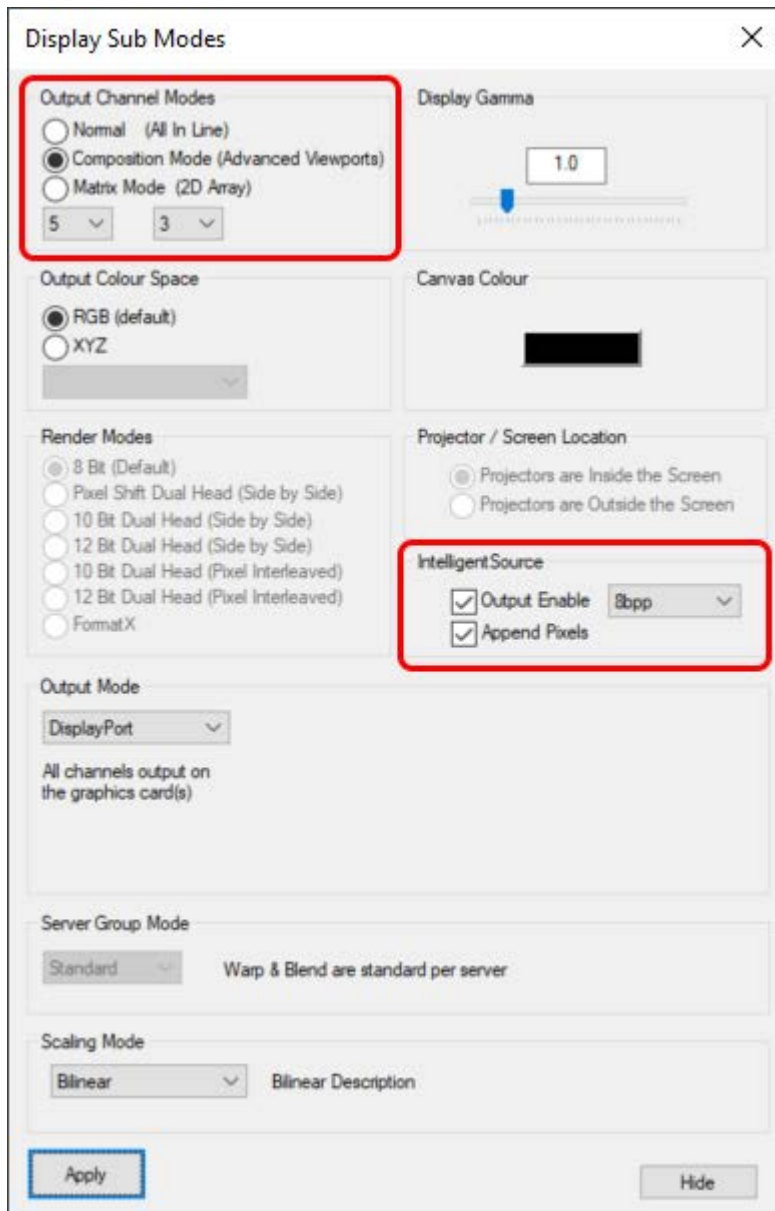 Display Sub Modes
Output Channel Modes
Normal (All In Line)
Composition Mode (Advanced Viewports)
Matrix Mode (2D Array)
5 3
Display Gamma
1.0
Output Colour Space
RGB (default)
XYZ
Canvas Colour
Render Modes
8 Bit (Default)
Pixel Shift Dual Head (Side by Side)
10 Bit Dual Head (Side by Side)
12 Bit Dual Head (Side by Side)
10 Bit Dual Head (Pixel Interleaved)
12 Bit Dual Head (Pixel Interleaved)
FormatX
Projector / Screen Location
Projectors are Inside the Screen
Projectors are Outside the Screen
IntelligentSource
Output Enable 8bpp
Append Pixels
Output Mode
DisplayPort
All channels output on
the graphics card(s)
Server Group Mode
Standard Warp & Blend are standard per server
Scaling Mode
Bilinear Bilinear Description
Apply Hide